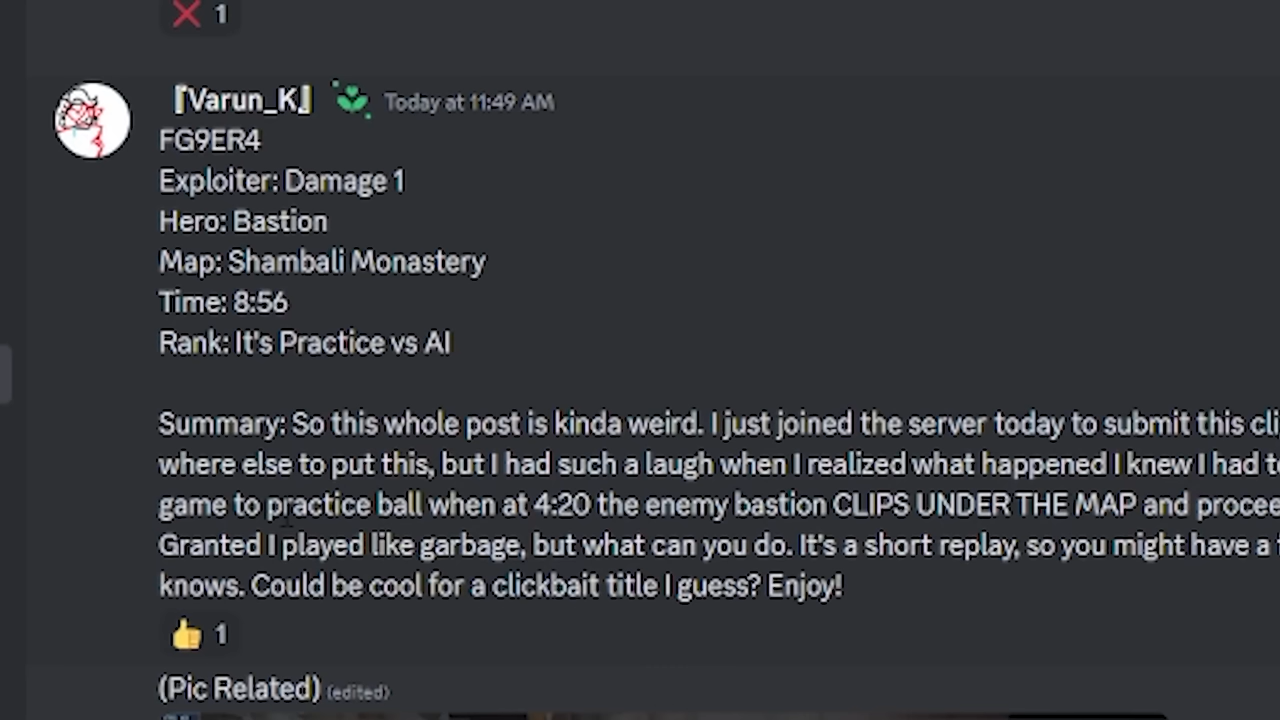 1
『Varun_K』 Today at 11:49 AM
FG9ER4
Exploiter: Damage 1
Hero: Bastion
Map: Shambali Monastery
Time: 8:56
Rank: It's Practice vs AI
Summary: So this whole post is kinda weird. I just joined the server today to submit this cli
where else to put this, but I had such a laugh when I realized what happened I knew I had t
game to practice ball when at 4:20 the enemy bastion CLIPS UNDER THE MAP and procee
Granted I played like garbage, but what can you do. It's a short replay, so you might have a
knows. Could be cool for a clickbait title I guess? Enjoy!
1
(Pic Related) (edited)